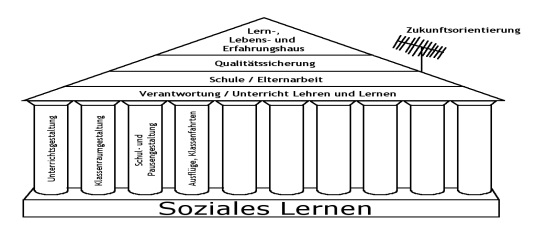 Lern-,
Lebens- und
Erfahrungshaus
Zukunftsorientierung
Qualitätssicherung
Schule / Elternarbeit
Verantwortung / Unterricht Lehren und Lernen
Unterrichtsgestaltung
Klassenraumgestaltung
Schul- und
Pausengestaltung
Ausflüge, Klassenfahrten
Soziales Lernen